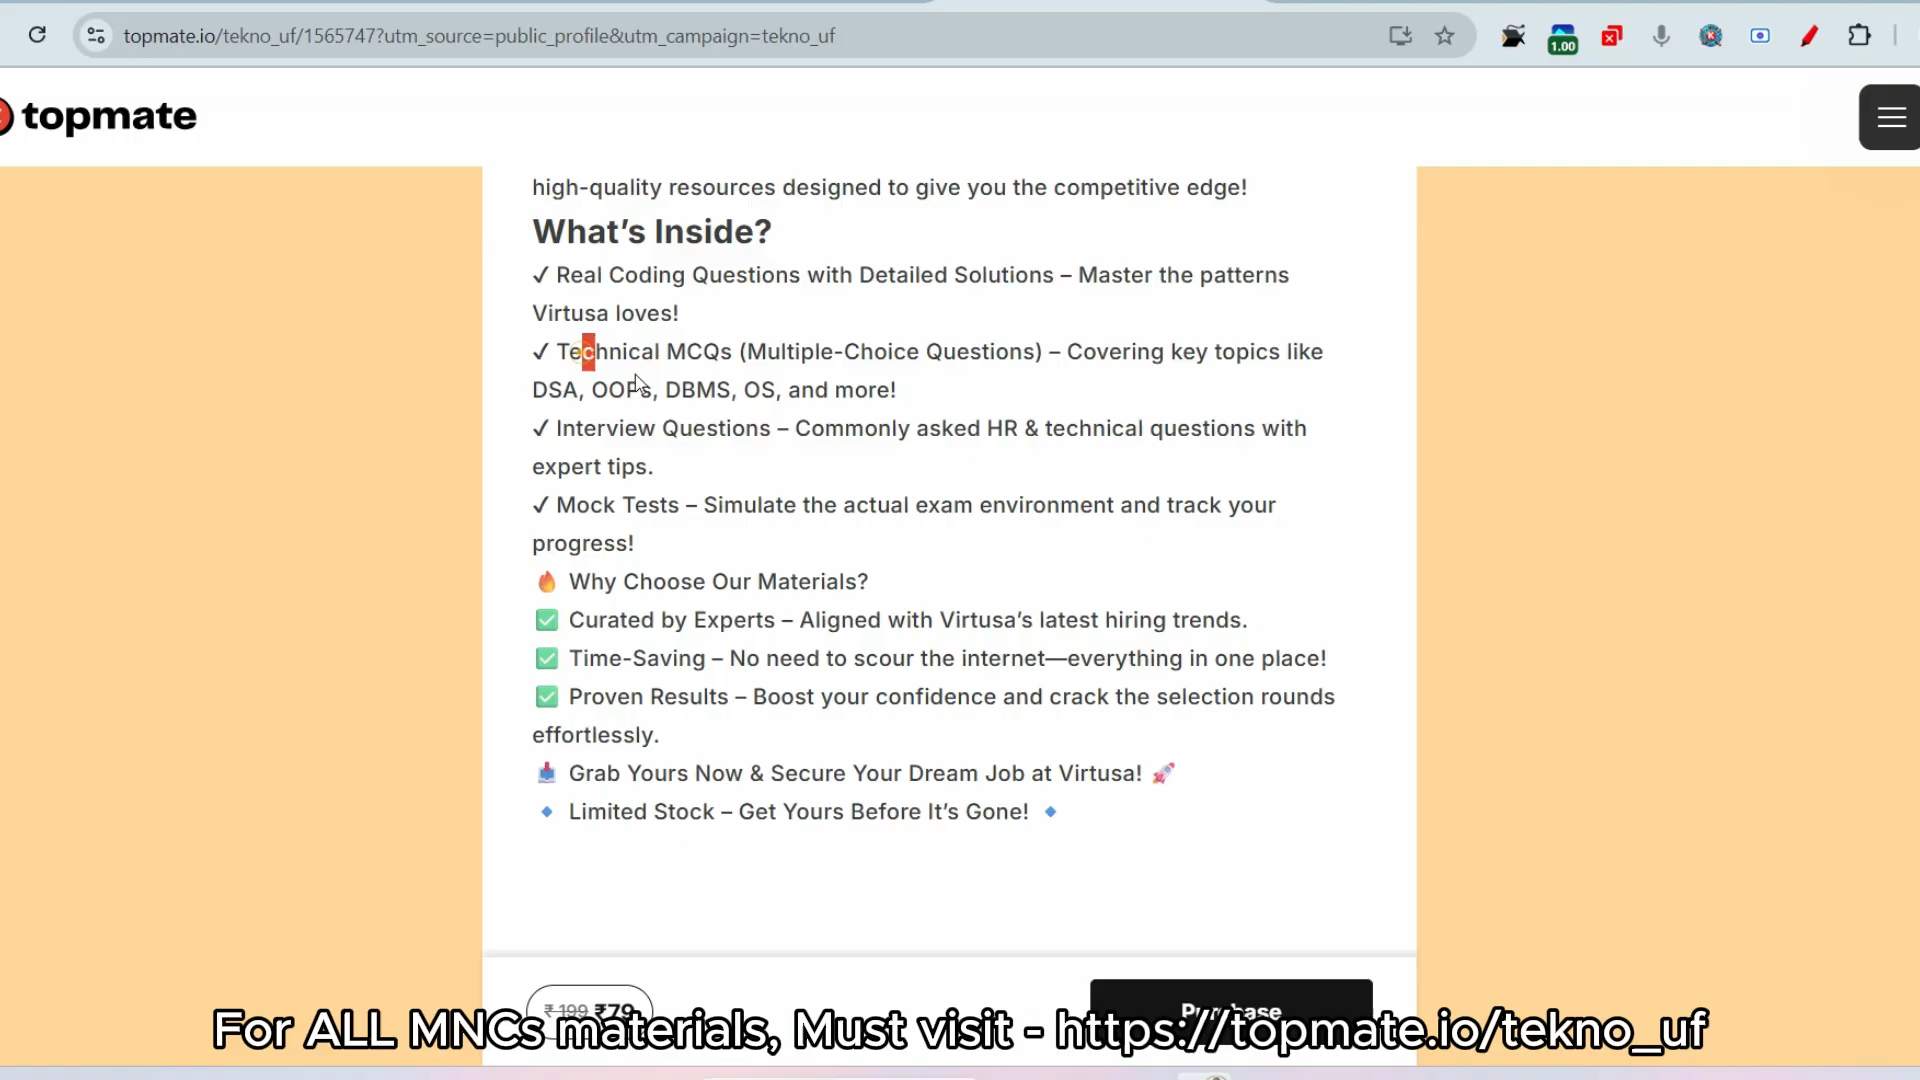 topmate.io/tekno_uf/1565747?utm_source=public_profile&utm_campaign=tekno_uf
1.00
topmate
high-quality resources designed to give you the competitive edge!
What’s Inside?
✓ Real Coding Questions with Detailed Solutions – Master the patterns
Virtusa loves!
✓ Technical MCQs (Multiple-Choice Questions) – Covering key topics like
DSA, OOPs, DBMS, OS, and more!
✓ Interview Questions – Commonly asked HR & technical questions with
expert tips.
✓ Mock Tests – Simulate the actual exam environment and track your
progress!
🔥 Why Choose Our Materials?
✅ Curated by Experts – Aligned with Virtusa’s latest hiring trends.
✅ Time-Saving – No need to scour the internet—everything in one place!
✅ Proven Results – Boost your confidence and crack the selection rounds
effortlessly.
📥 Grab Yours Now & Secure Your Dream Job at Virtusa! 🚀
🔹 Limited Stock – Get Yours Before It’s Gone! 🔹
₹199 ₹79
Purchase
For ALL MNCs materials, Must visit - https://topmate.io/tekno_uf